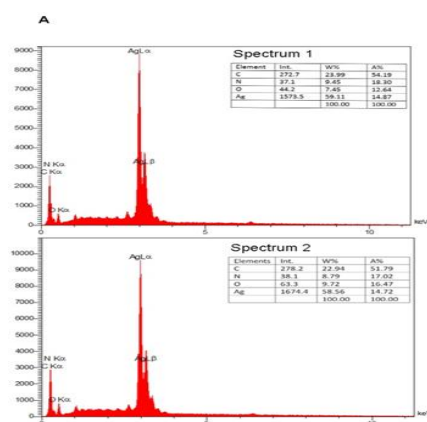 A
Spectrum 1
AgLα
Element Int. W% A%
C 272.7 23.99 54.19
N 37.1 9.45 18.30
O 44.2 7.45 12.64
Ag 1573.5 59.11 14.87
100.00 100.00
9000
8000
7000
6000
5000
4000
3000
2000
1000
0
AgLβ
N Kα
C Kα
O Kα
0 5 10 keV
Spectrum 2
AgLα
Elements Int. W% A%
C 278.2 22.94 51.79
N 38.1 8.79 17.02
O 63.3 9.72 16.47
Ag 1674.4 58.56 14.72
100.00 100.00
10000
9000
8000
7000
6000
5000
4000
3000
2000
1000
0
AgLβ
N Kα
C Kα
O Kα